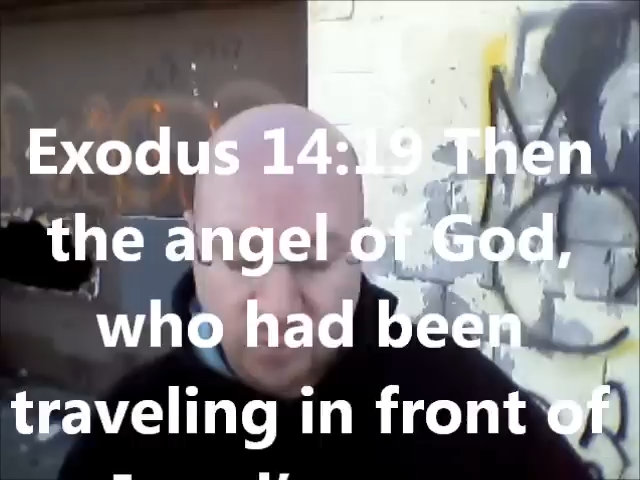 Exodus 14:19 Then
the angel of God,
who had been
traveling in front of